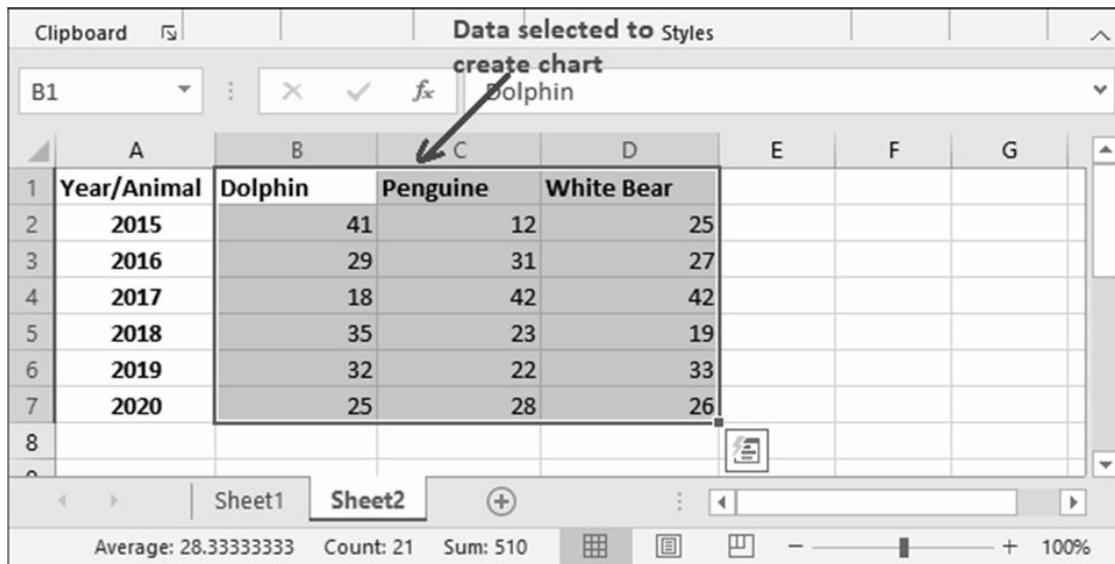 Clipboard Data selected to Styles
create chart
B1 fx Dolphin
A B C D E F G
1 Year/Animal Dolphin Penguine White Bear
2 2015 41 12 25
3 2016 29 31 27
4 2017 18 42 42
5 2018 35 23 19
6 2019 32 22 33
7 2020 25 28 26
8
Sheet1 Sheet2
Average: 28.33333333 Count: 21 Sum: 510 100%